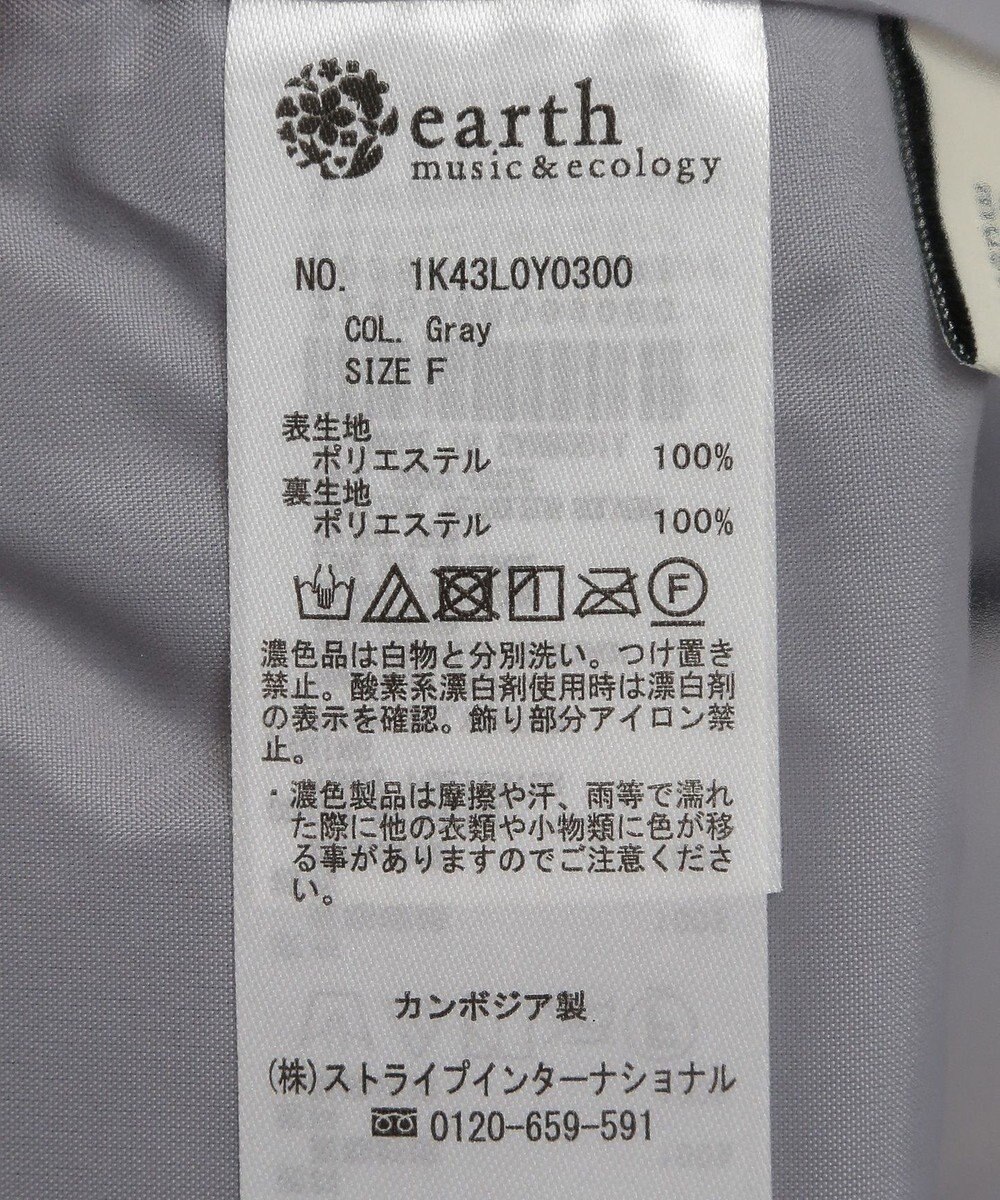 earth
music&ecology
NO. 1K43L0Y0300
COL. Gray
SIZE F
表生地
ポリエステル 100%
裏生地
ポリエステル 100%
F
濃色品は白物と分別洗い。つけ置き
禁止。酸素系漂白剤使用時は漂白剤
の表示を確認。飾り部分アイロン禁
止。
・濃色製品は摩擦や汗、雨等で濡れ
た際に他の衣類や小物類に色が移
る事がありますのでご注意くださ
い。
カンボジア製
(株)ストライプインターナショナル
0120-659-591